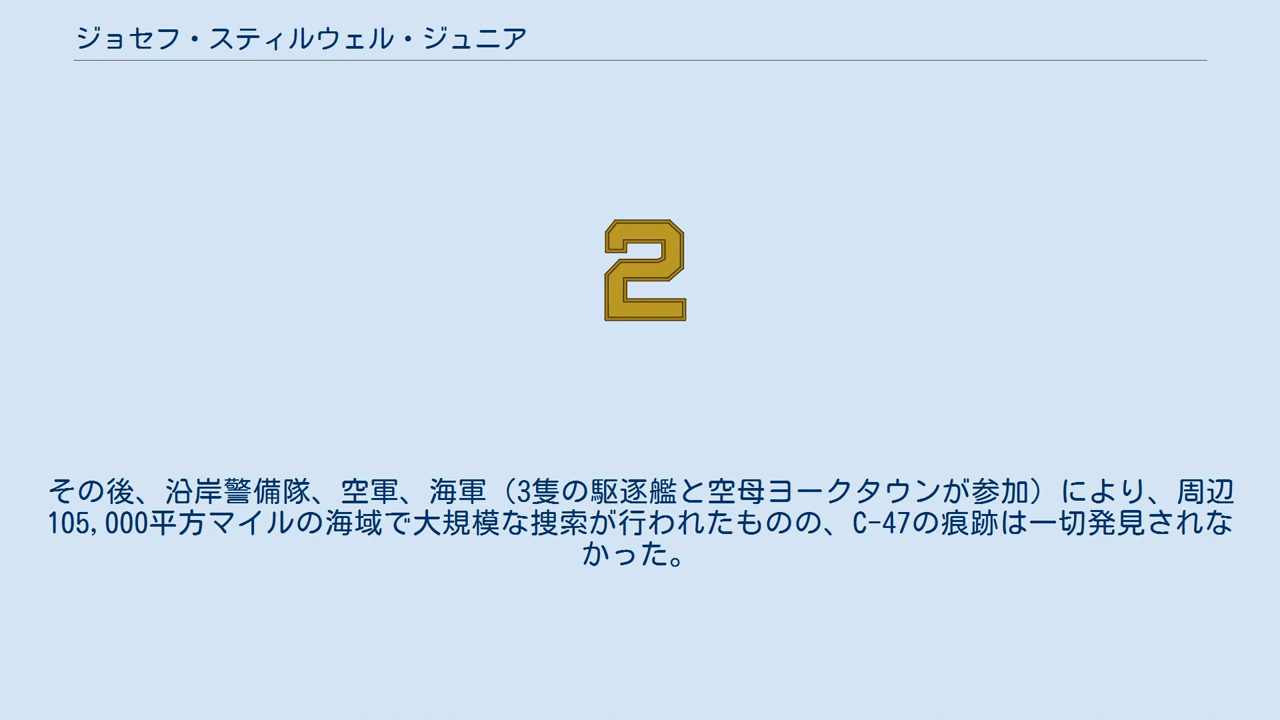 ジョセフ・スティルウェル・ジュニア
2
その後、沿岸警備隊、空軍、海軍（3隻の駆逐艦と空母ヨークタウンが参加）により、周辺
105,000平方マイルの海域で大規模な捜索が行われたものの、C-47の痕跡は一切発見されな
かった。